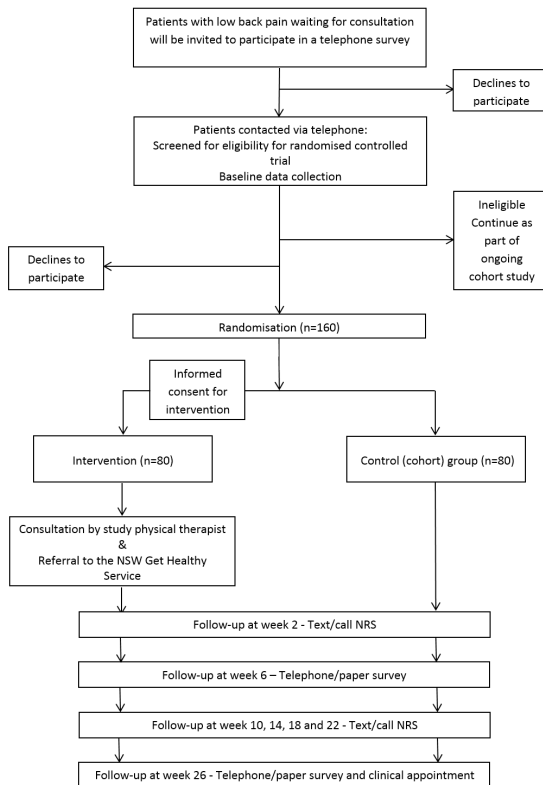 Patients with low back pain waiting for consultation
will be invited to participate in a telephone survey
Declines to
participate
Patients contacted via telephone:
Screened for eligibility for randomised controlled
trial
Baseline data collection
Ineligible
Continue as
part of
ongoing
cohort study
Declines to
participate
Randomisation (n=160)
Informed
consent for
intervention
Intervention (n=80)
Control (cohort) group (n=80)
Consultation by study physical therapist
&
Referral to the NSW Get Healthy
Service
Follow-up at week 2 - Text/call NRS
Follow-up at week 6 – Telephone/paper survey
Follow-up at week 10, 14, 18 and 22 - Text/call NRS
Follow-up at week 26 - Telephone/paper survey and clinical appointment